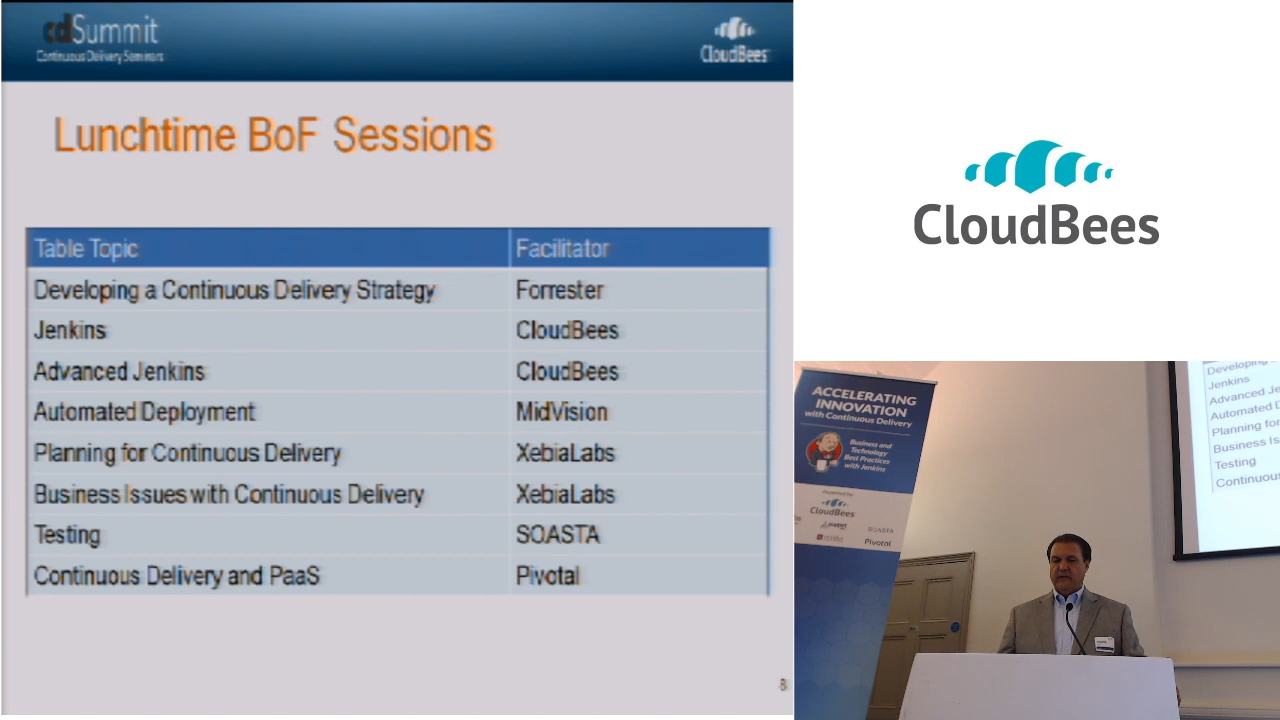 cdSummit
Continuous Delivery Seminars
CloudBees
Lunchtime BoF Sessions
Table Topic Facilitator
Developing a Continuous Delivery Strategy Forrester
Jenkins CloudBees
Advanced Jenkins CloudBees
Automated Deployment MidVision
Planning for Continuous Delivery XebiaLabs
Business Issues with Continuous Delivery XebiaLabs
Testing SOASTA
Continuous Delivery and PaaS Pivotal
8
CloudBees
ACCELERATING
INNOVATION
with Continuous Delivery
Business and
Technology
Best Practices
with Jenkins
Presented by
CloudBees
SOASTA
Pivotal
Developing
Jenkins
Advanced Je
Automated D
Planning for
Business Is
Testing
Continuous